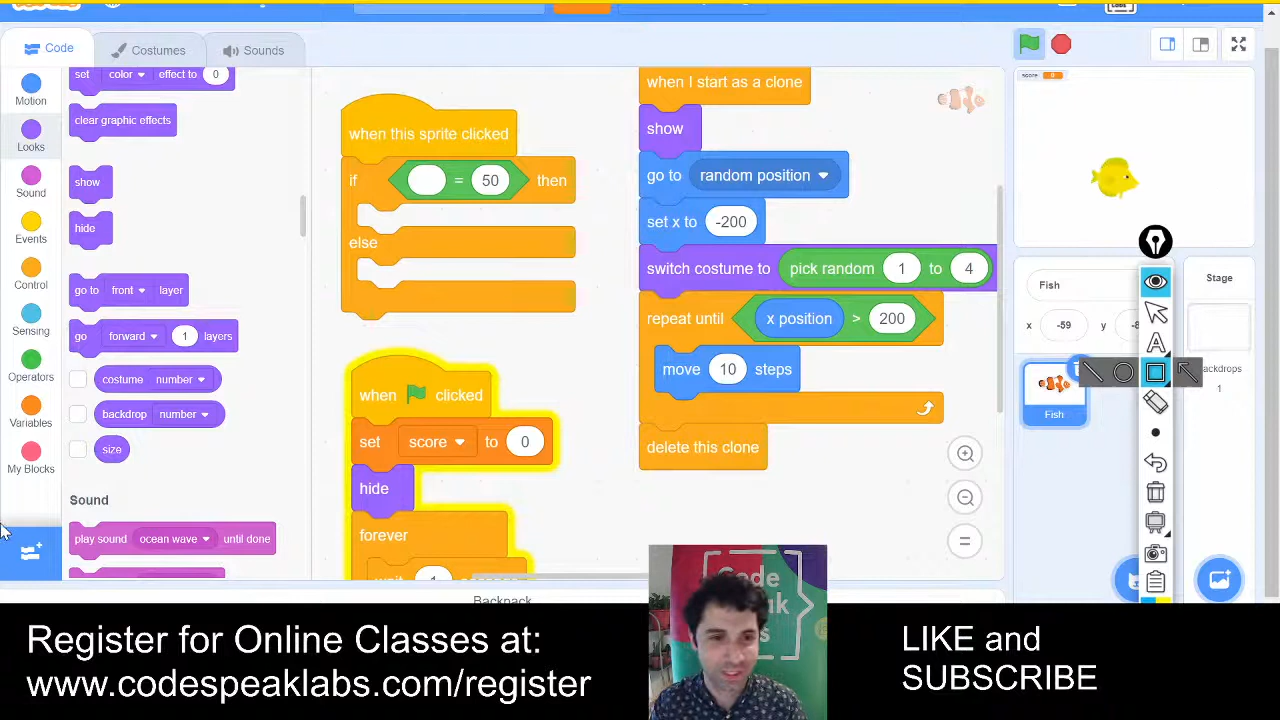 Code
Costumes
Sounds
Motion
Looks
Sound
Events
Control
Sensing
Operators
Variables
My Blocks
set color effect to 0
clear graphic effects
show
hide
go to front layer
go forward 1 layers
costume number
backdrop number
size
Sound
play sound ocean wave until done
when this sprite clicked
if = 50 then
else
when clicked
set score to 0
hide
forever
wait 1
when I start as a clone
show
go to random position
set x to -200
switch costume to pick random 1 to 4
repeat until x position > 200
move 10 steps
delete this clone
Backpack
score 0
Fish
x -59 y
Stage
Fish
1
Register for Online Classes at:
www.codespeaklabs.com/register
LIKE and
SUBSCRIBE